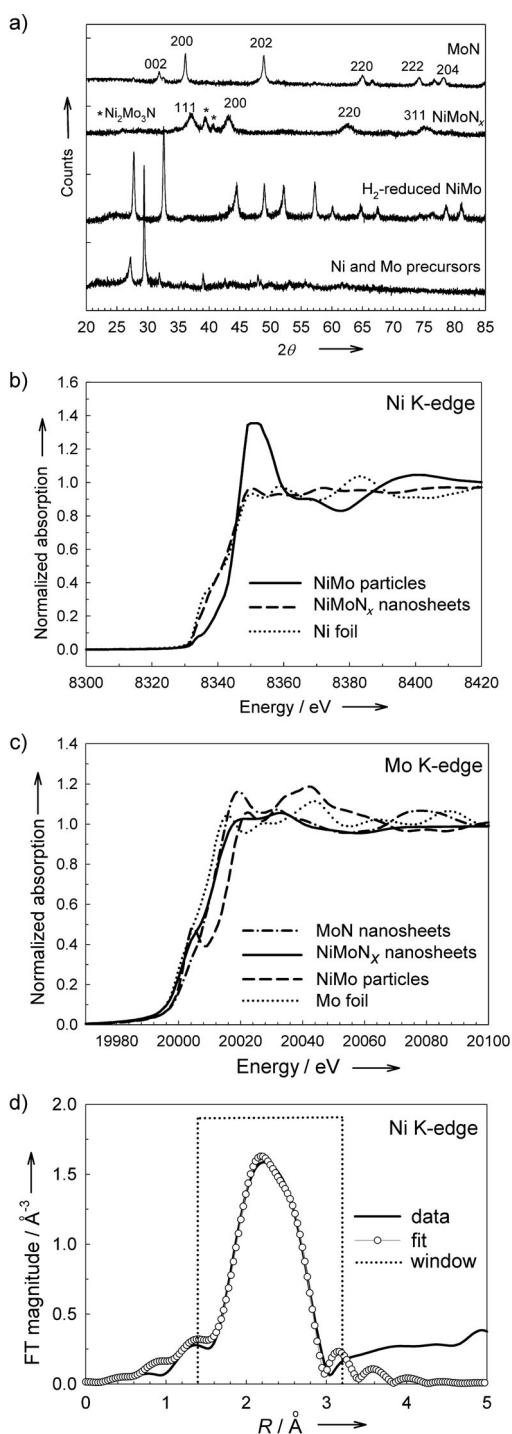 a)
MoN
002
200
202
220
222
204
*Ni₂Mo₃N
111
*
*
200
220
311
NiMoNₓ
H₂-reduced NiMo
Ni and Mo precursors
Counts
20 25 30 35 40 45 50 55 60 65 70 75 80 85
2θ
b)
Ni K-edge
1.6
1.4
1.2
1.0
0.8
0.6
0.4
0.2
0.0
Normalized absorption
NiMo particles
NiMoNₓ nanosheets
Ni foil
8300 8320 8340 8360 8380 8400 8420
Energy / eV
c)
Mo K-edge
1.4
1.2
1.0
0.8
0.6
0.4
0.2
0.0
Normalized absorption
MoN nanosheets
NiMoNₓ nanosheets
NiMo particles
Mo foil
19980 20000 20020 20040 20060 20080 20100
Energy / eV
d)
Ni K-edge
2.0
1.5
1.0
0.5
0.0
FT magnitude / Å⁻³
data
fit
window
0 1 2 3 4 5
R / Å